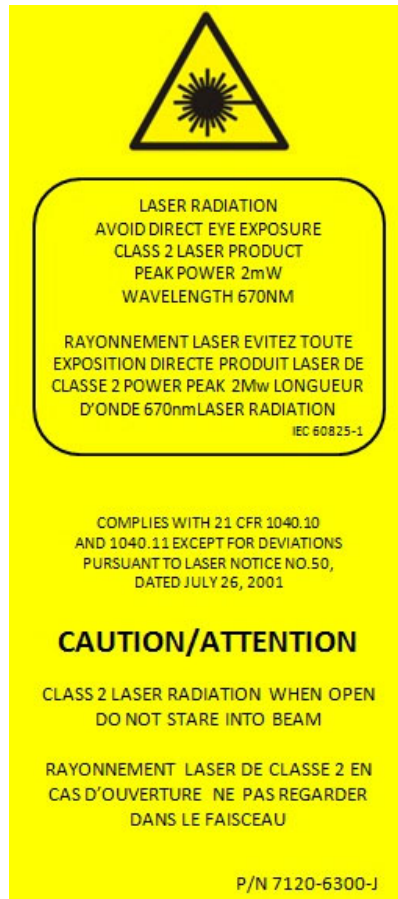 LASER RADIATION
AVOID DIRECT EYE EXPOSURE
CLASS 2 LASER PRODUCT
PEAK POWER 2mW
WAVELENGTH 670NM
RAYONNEMENT LASER EVITEZ TOUTE
EXPOSITION DIRECTE PRODUIT LASER DE
CLASSE 2 POWER PEAK 2Mw LONGUEUR
D'ONDE 670nmLASER RADIATION
IEC 60825-1
COMPLIES WITH 21 CFR 1040.10
AND 1040.11 EXCEPT FOR DEVIATIONS
PURSUANT TO LASER NOTICE NO.50,
DATED JULY 26, 2001
CAUTION/ATTENTION
CLASS 2 LASER RADIATION WHEN OPEN
DO NOT STARE INTO BEAM
RAYONNEMENT LASER DE CLASSE 2 EN
CAS D'OUVERTURE NE PAS REGARDER
DANS LE FAISCEAU
P/N 7120-6300-J